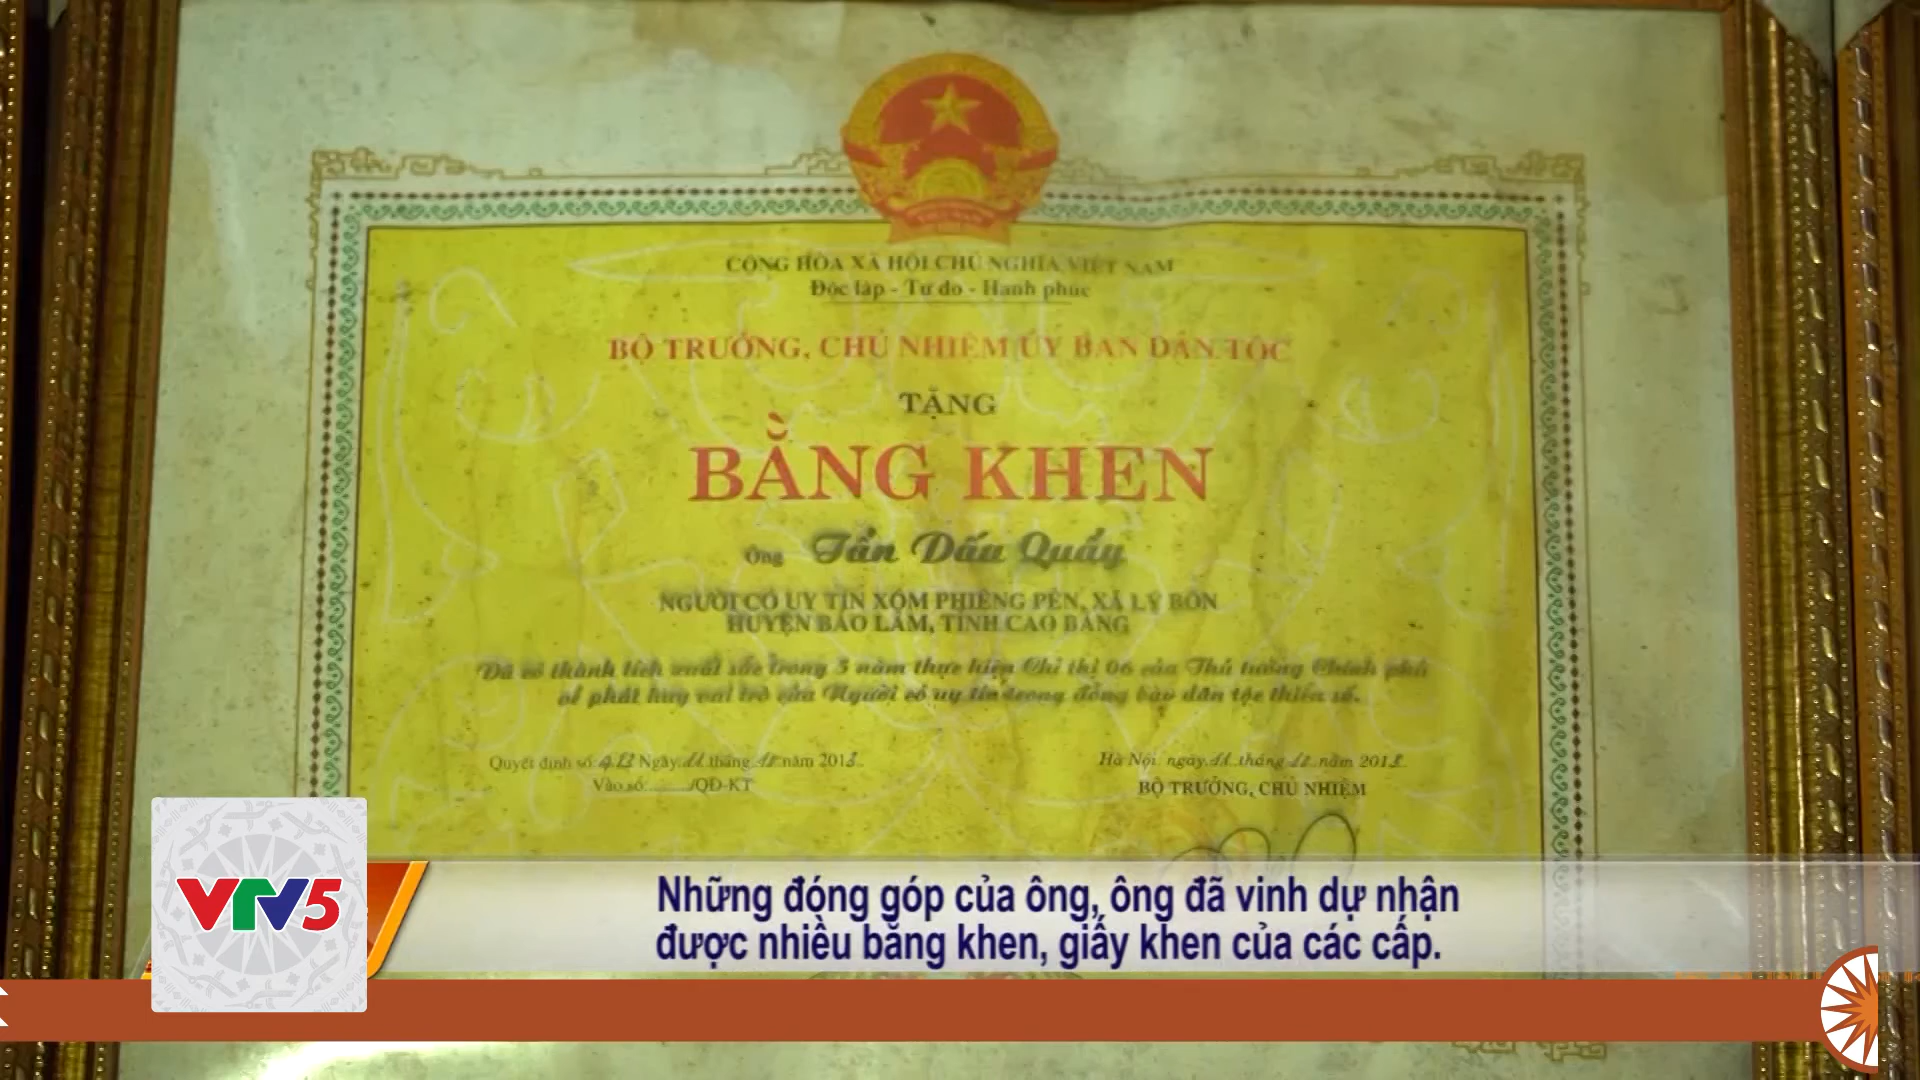 CỘNG HÒA XÃ HỘI CHỦ NGHĨA VIỆT NAM
Độc lập - Tự do - Hạnh phúc
BỘ TRƯỞNG, CHỦ NHIỆM ỦY BAN DÂN TỘC
TẶNG
BẰNG KHEN
Ông Tần Dấu Quẩy
NGƯỜI CÓ UY TÍN XÓM PHIÊNG PẺN, XÃ LÝ BÔN
HUYỆN BẢO LÂM, TỈNH CAO BẰNG
Đã có thành tích xuất sắc trong 5 năm thực hiện Chỉ thị 06 của Thủ tướng Chính phủ
về phát huy vai trò của Người có uy tín trong đồng bào dân tộc thiểu số.
Quyết định số: Ngày tháng năm 201
Hà Nội, ngày tháng năm 201
Vào số:........./QĐ-KT
BỘ TRƯỞNG, CHỦ NHIỆM
VTV5
Những đóng góp của ông, ông đã vinh dự nhận
được nhiều bằng khen, giấy khen của các cấp.